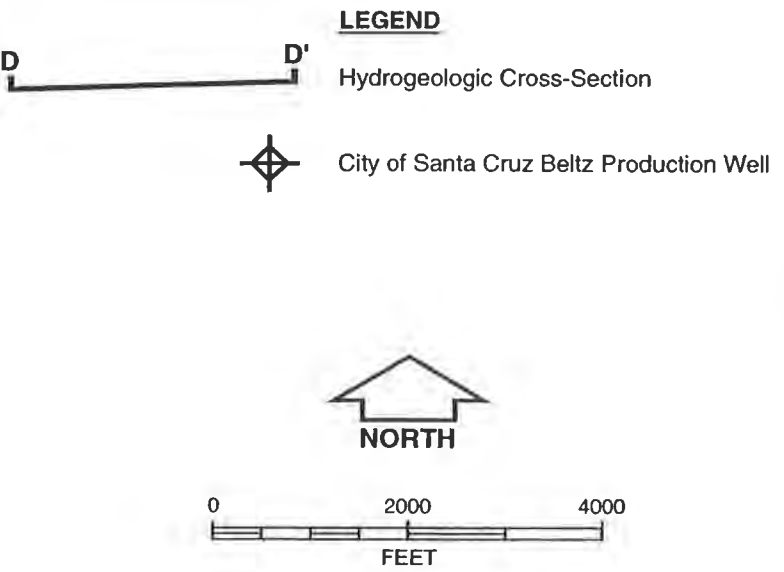 LEGEND
D D'
Hydrogeologic Cross-Section
City of Santa Cruz Beltz Production Well
NORTH
0 2000 4000
FEET